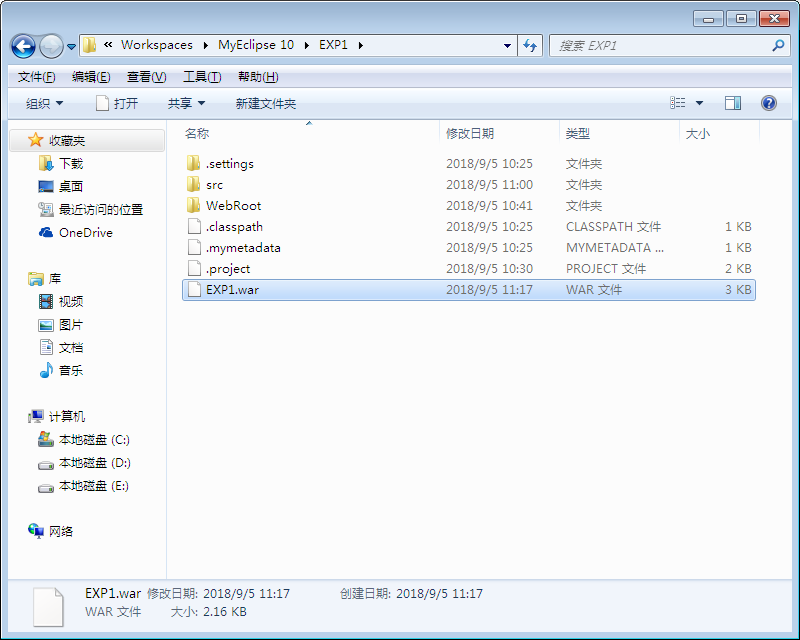 « Workspaces ▸ MyEclipse 10 ▸ EXP1 ▸
搜索 EXP1
文件(F) 编辑(E) 查看(V) 工具(T) 帮助(H)
组织 打开 共享 新建文件夹
名称 修改日期 类型 大小
收藏夹
下载
桌面
最近访问的位置
OneDrive
库
视频
图片
文档
音乐
计算机
本地磁盘 (C:)
本地磁盘 (D:)
本地磁盘 (E:)
网络
.settings 2018/9/5 10:25 文件夹
src 2018/9/5 11:00 文件夹
WebRoot 2018/9/5 10:41 文件夹
.classpath 2018/9/5 10:25 CLASSPATH 文件 1 KB
.mymetadata 2018/9/5 10:25 MYMETADATA ... 1 KB
.project 2018/9/5 10:30 PROJECT 文件 2 KB
EXP1.war 2018/9/5 11:17 WAR 文件 3 KB
EXP1.war 修改日期: 2018/9/5 11:17 创建日期: 2018/9/5 11:17
WAR 文件 大小: 2.16 KB